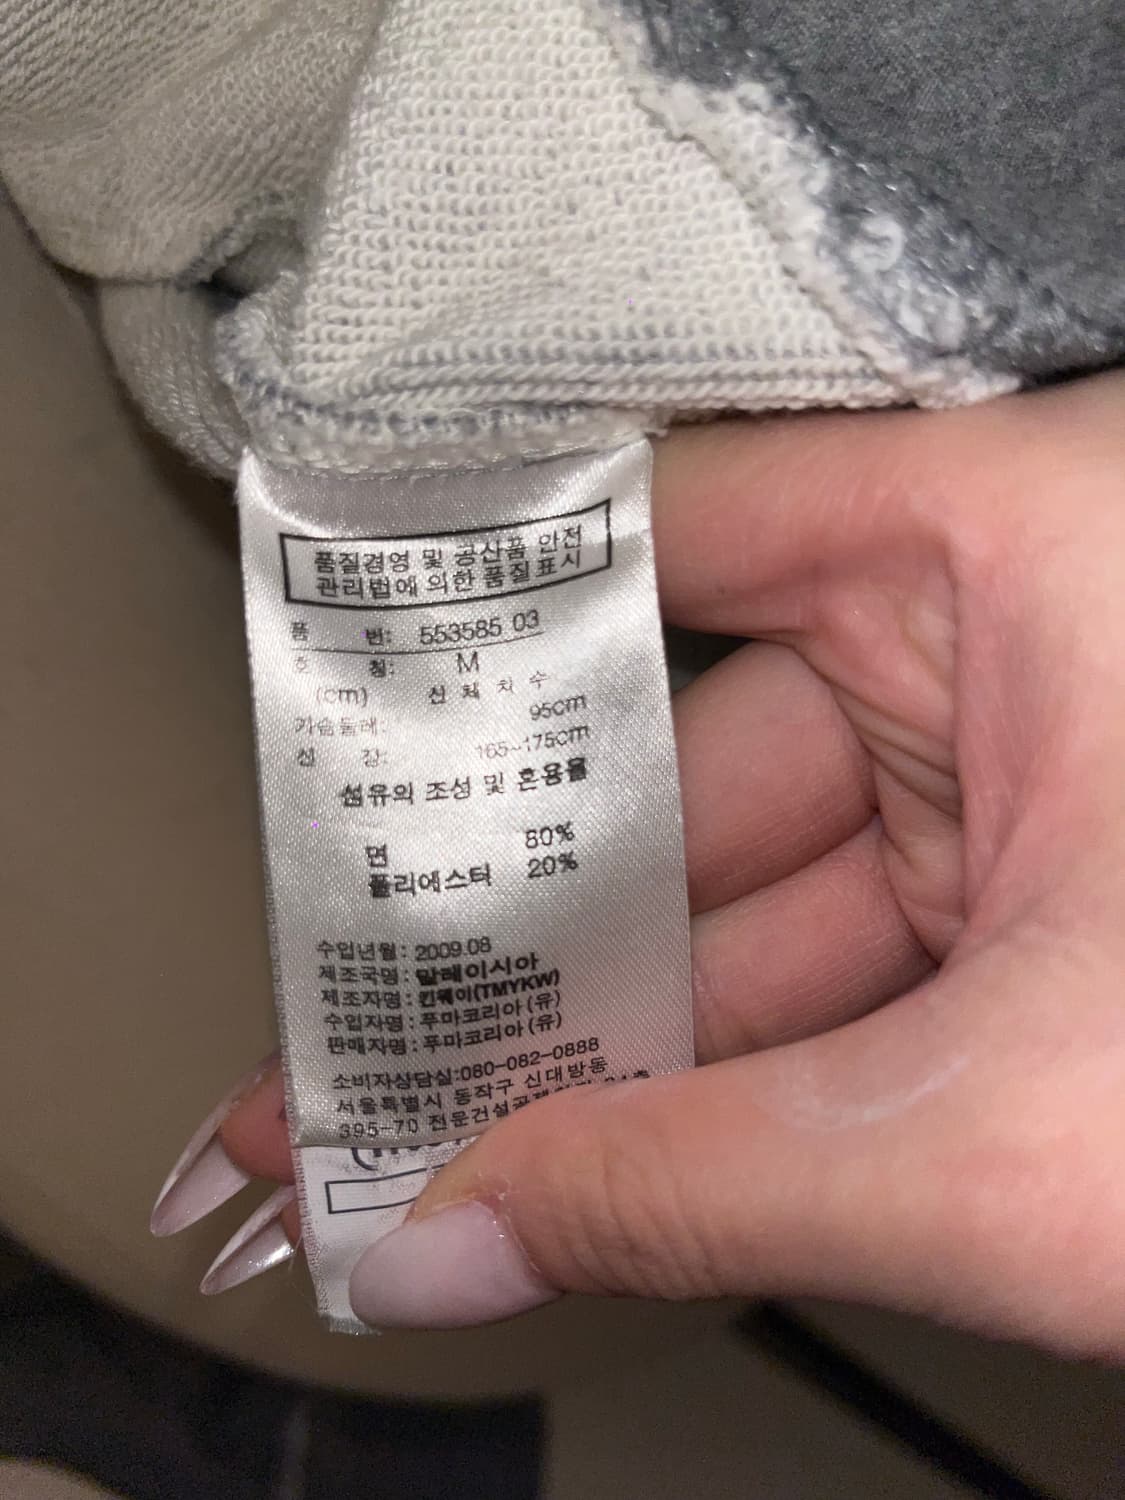 품질경영 및 공산품 안전
관리법에 의한 품질표시
품 번: 553585 03
호 칭: M
(cm) 신 체 치 수
가슴둘레: 95cm
신 장: 165~175cm
섬유의 조성 및 혼용율
면 80%
폴리에스터 20%
수입년월: 2009.08
제조국명: 말레이시아
제조자명: 킨웨이(TMYKW)
수입자명: 푸마코리아 (유)
판매자명: 푸마코리아 (유)
소비자상담실:080-082-0888
서울특별시 동작구 신대방동
395-70 전문건설공제회관